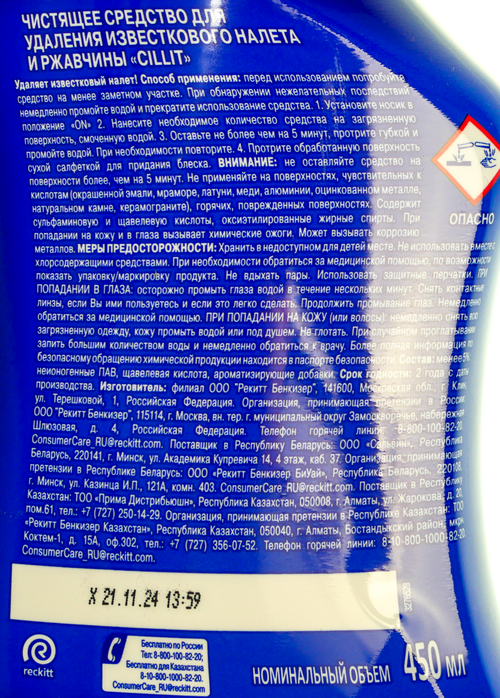 ЧИСТЯЩЕЕ СРЕДСТВО ДЛЯ
УДАЛЕНИЯ ИЗВЕСТКОВОГО НАЛЕТА
И РЖАВЧИНЫ «CILLIT»
Удаляет известковый налет! Способ применения: перед использованием попробуйте
средство на менее заметном участке. При обнаружении нежелательных последствий
немедленно промойте водой и прекратите использование средства. 1. Установите носик в
положение «ON» 2. Нанесите необходимое количество средства на загрязненную
поверхность, смоченную водой. 3. Оставьте не более чем на 5 минут, протрите губкой и
промойте водой. При необходимости повторите. 4. Протрите обработанную поверхность
сухой салфеткой для придания блеска. ВНИМАНИЕ: не оставляйте средство на
поверхности более, чем на 5 минут. Не применяйте на поверхностях, чувствительных к
кислотам (окрашенной эмали, мраморе, латуни, меди, алюминии, оцинкованном металле,
натуральном камне, керамограните), горячих, поврежденных поверхностях. Содержит
сульфаминовую и щавелевую кислоты, оксиэтилированные жирные спирты. При
попадании на кожу и в глаза вызывает химические ожоги. Может вызывать коррозию
металлов. МЕРЫ ПРЕДОСТОРОЖНОСТИ: Хранить в недоступном для детей месте. Не использовать вместе с
хлорсодержащими средствами. При необходимости обратиться за медицинской помощью, по возможности
показать упаковку/маркировку продукта. Не вдыхать пары. Использовать защитные перчатки. ПРИ
ПОПАДАНИИ В ГЛАЗА: осторожно промыть глаза водой в течение нескольких минут. Снять контактные
линзы, если Вы ими пользуетесь и если это легко сделать. Продолжить промывание глаз. Немедленно
обратиться за медицинской помощью. ПРИ ПОПАДАНИИ НА КОЖУ (или волосы): немедленно снять всю
загрязненную одежду, кожу промыть водой или под душем. Не глотать. При случайном проглатывании
запить большим количеством воды и немедленно обратиться к врачу. Более полная информация по
безопасному обращению химической продукции находится в паспорте безопасности. Состав: менее 5%
неионогенные ПАВ, щавелевая кислота, ароматизирующие добавки. Срок годности: 2 года с даты
производства. Изготовитель: филиал ООО "Рекитт Бенкизер", 141600, Московская обл., г. Клин,
ул. Терешковой, 1, Российская Федерация. Организация, принимающая претензии в России:
ООО "Рекитт Бенкизер", 115114, г. Москва, вн. тер. г. муниципальный округ Замоскворечье, набережная
Шлюзовая, д. 4, Российская Федерация. Телефон горячей линии: 8-800-1000-82-20.
ConsumerCare_RU@reckitt.com. Поставщик в Республику Беларусь: ООО Республика
Беларусь, 220141, г. Минск, ул. Академика Купревича 14, 4 этаж, каб. 37. Организация, принимающая
претензии в Республике Беларусь: ООО «Рекитт Бенкизер БиУай», Республика Беларусь, 220108,
г. Минск, ул. Казинца И.П., 121А, комн. 403. ConsumerCare_RU@reckitt.com. Поставщик в Республику
Казахстан: ТОО «Прима Дистрибьюшн», Республика Казахстан, 050008, г. Алматы, ул. Жарокова, д. 20,
пом.61, тел.: +7 (727) 250-14-29. Организация, принимающая претензии в Республике Казахстан: ТОО
«Рекитт Бенкизер Казахстан», Республика Казахстан, 050040, г. Алматы, Бостандыкский район, мкр.
Коктем-1, д. 15А, оф.302, тел.: +7 (727) 356-07-52. Телефон горячей линии: 8-10-800-1000-82-20.
ConsumerCare_RU@reckitt.com
ОПАСНО
X 21.11.24 13:59
reckitt
Бесплатно по России
Тел: 8-800-100-82-20;
Бесплатно для Казахстана
8-10-800-1000-82-20.
ConsumerCare_RU@reckitt.com
НОМИНАЛЬНЫЙ ОБЪЕМ 450 МЛ